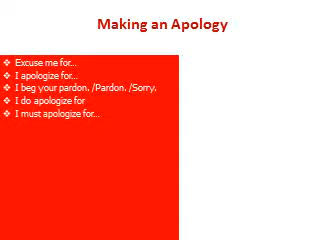 Making an Apology
❖ Excuse me for...
❖ I apologize for...
❖ I beg your pardon. /Pardon. /Sorry.
❖ I do apologize for
❖ I must apologize for...